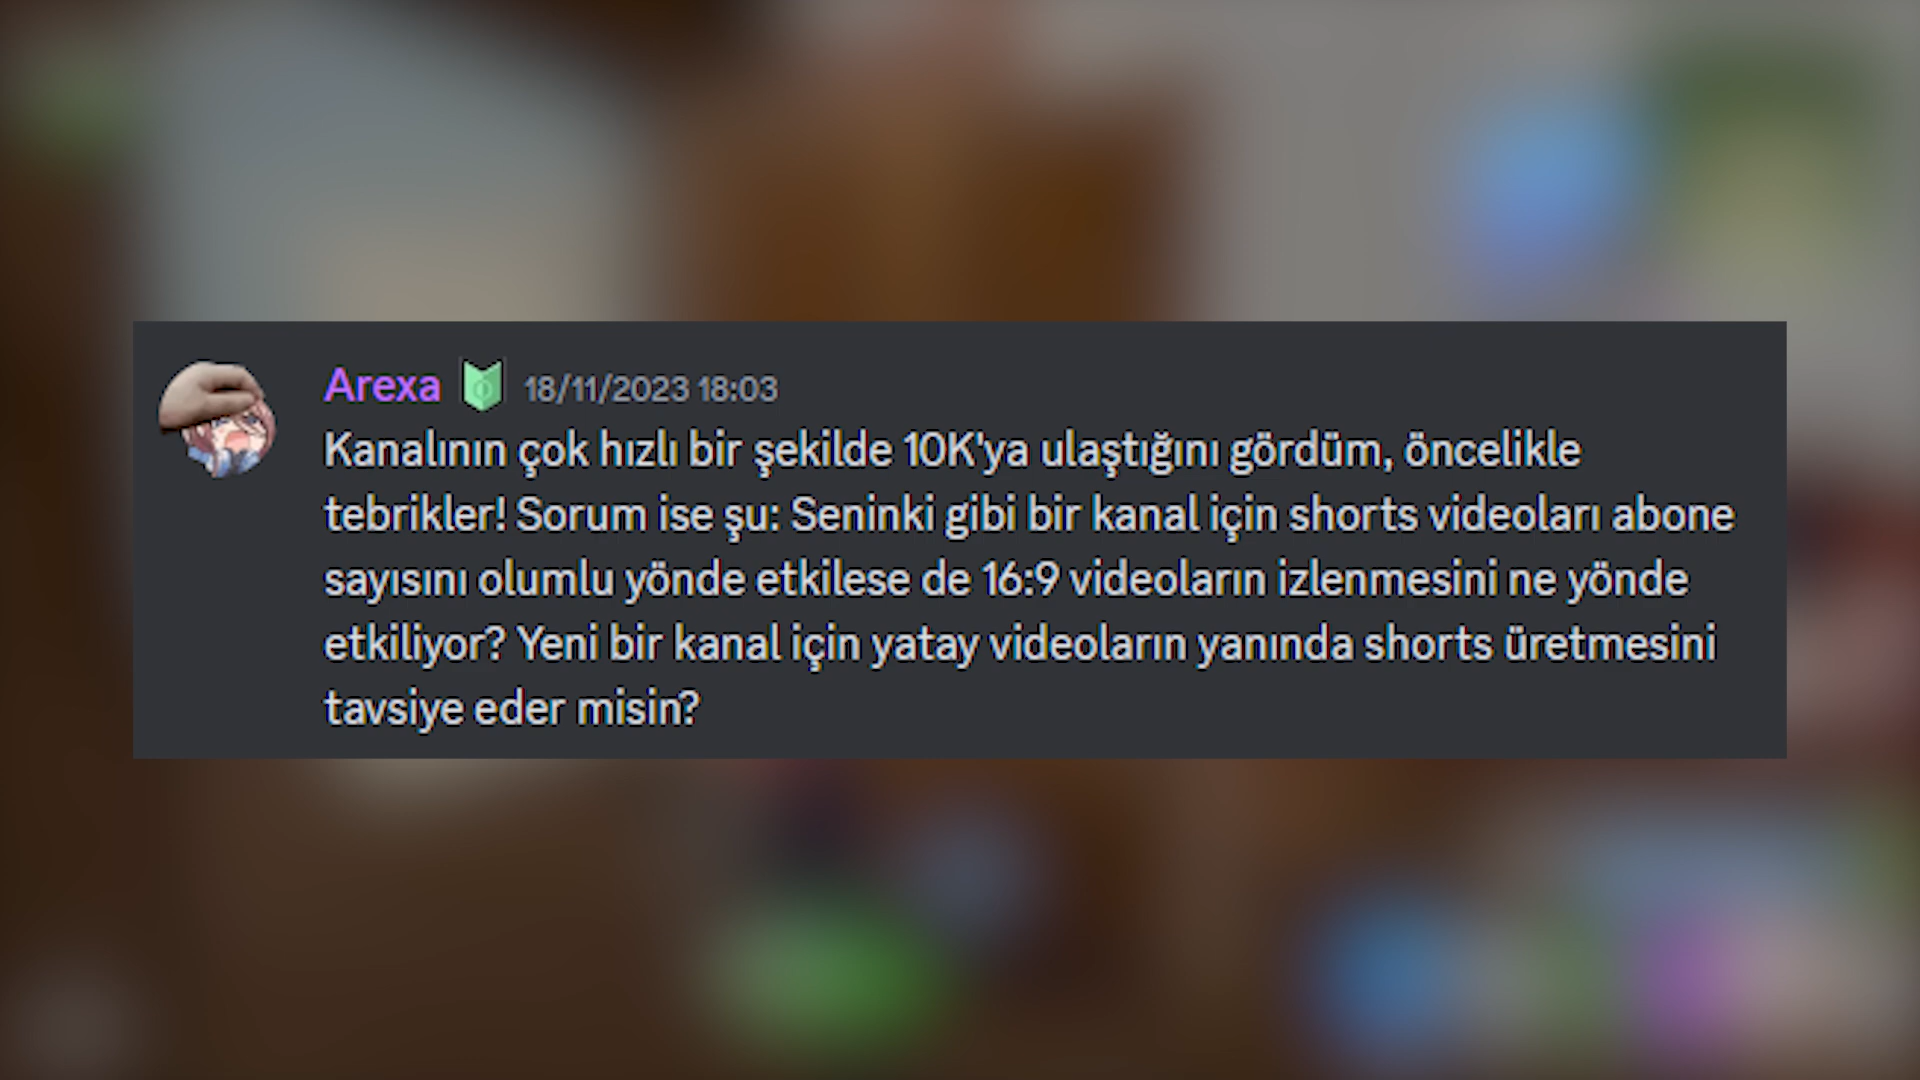 Arexa 18/11/2023 18:03
Kanalının çok hızlı bir şekilde 10K'ya ulaştığını gördüm, öncelikle
tebrikler! Sorum ise şu: Seninki gibi bir kanal için shorts videoları abone
sayısını olumlu yönde etkilese de 16:9 videoların izlenmesini ne yönde
etkiliyor? Yeni bir kanal için yatay videoların yanında shorts üretmesini
tavsiye eder misin?